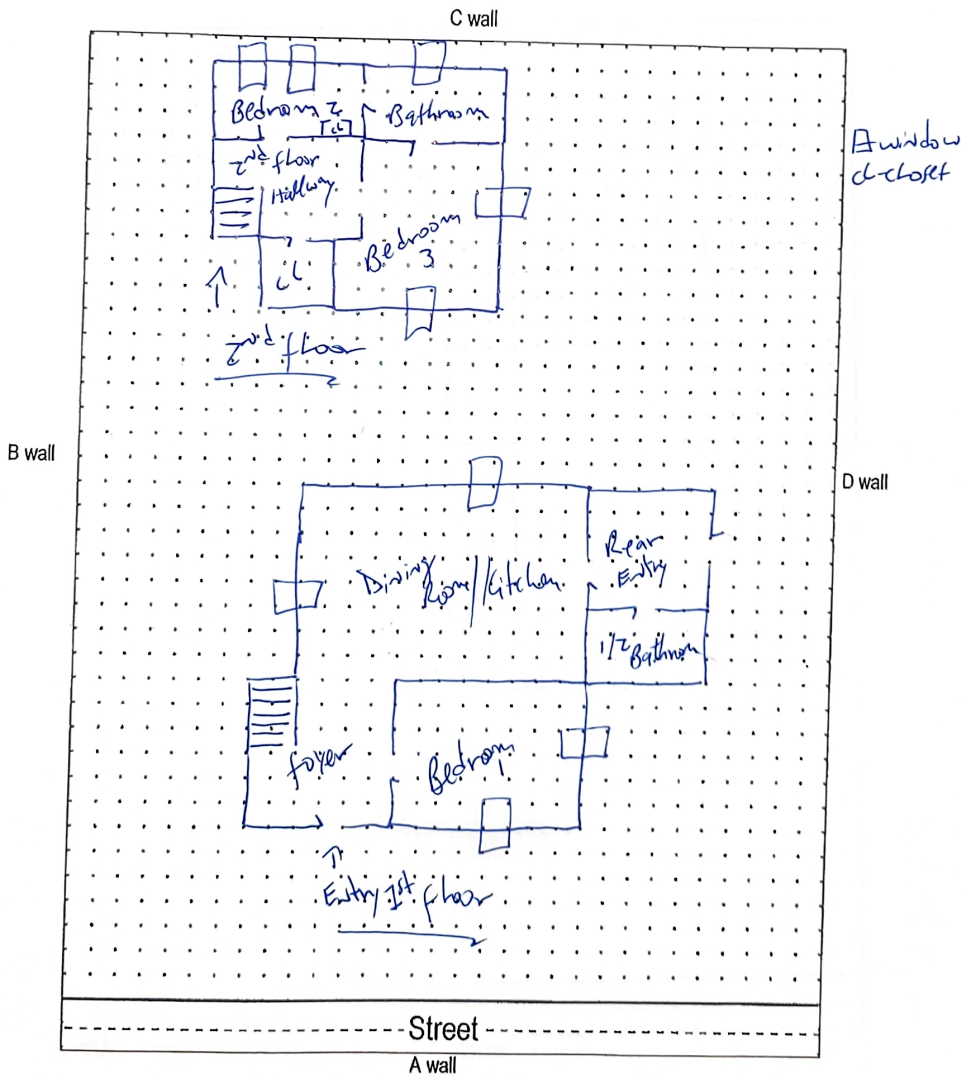 C wall
Bedroom 2
cL
Bathroom
window
cL-closet
2nd floor
Hallway
Bedroom
3
cL
2nd floor
B wall
D wall
Dining
Room//Kitchen
Rear
Entry
1/2 Bathroom
foyer
Bedroom
1
Entry 1st floor
Street
A wall